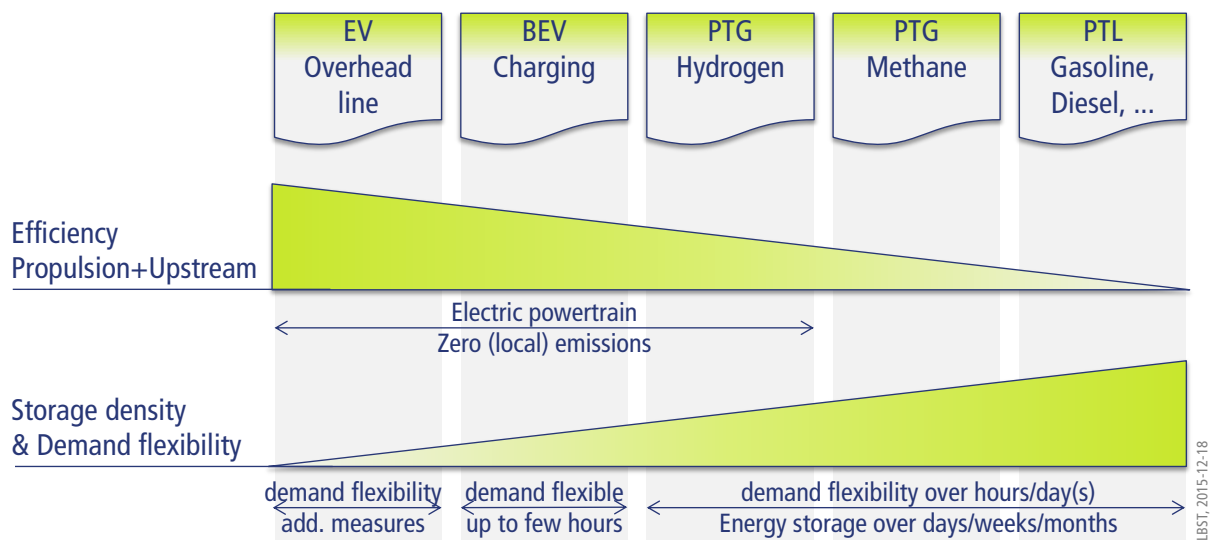 EV
Overhead
line
BEV
Charging
PTG
Hydrogen
PTG
Methane
PTL
Gasoline,
Diesel, ...
Efficiency
Propulsion+Upstream
Electric powertrain
Zero (local) emissions
Storage density
& Demand flexibility
demand flexibility
add. measures
demand flexible
up to few hours
demand flexibility over hours/day(s)
Energy storage over days/weeks/months
LBST, 2015-12-18